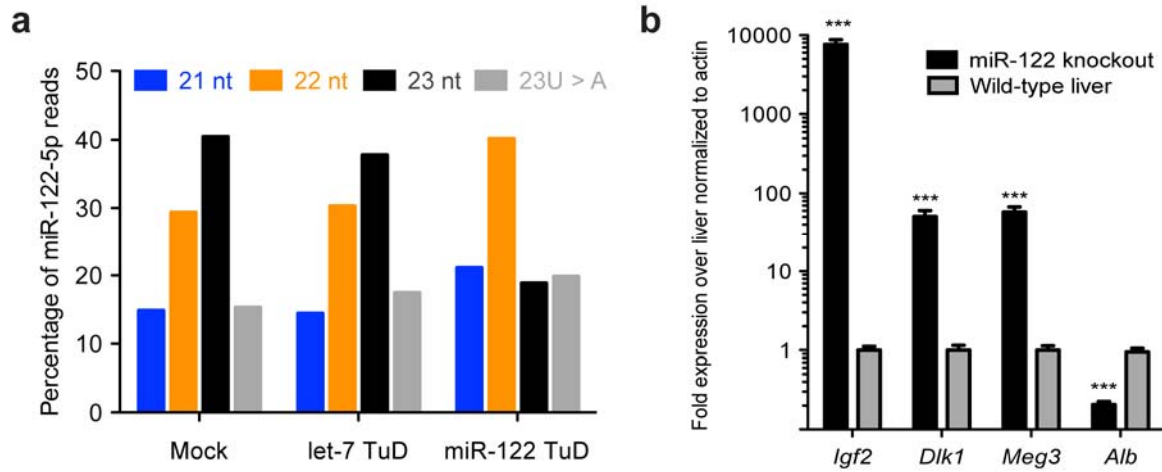 a
Percentage of miR-122-5p reads
50
40
30
20
10
0
21 nt
22 nt
23 nt
23U > A
Mock
let-7 TuD
miR-122 TuD
b
Fold expression over liver normalized to actin
10000
1000
100
10
1
***
***
***
***
miR-122 knockout
Wild-type liver
Igf2
Dlk1
Meg3
Alb